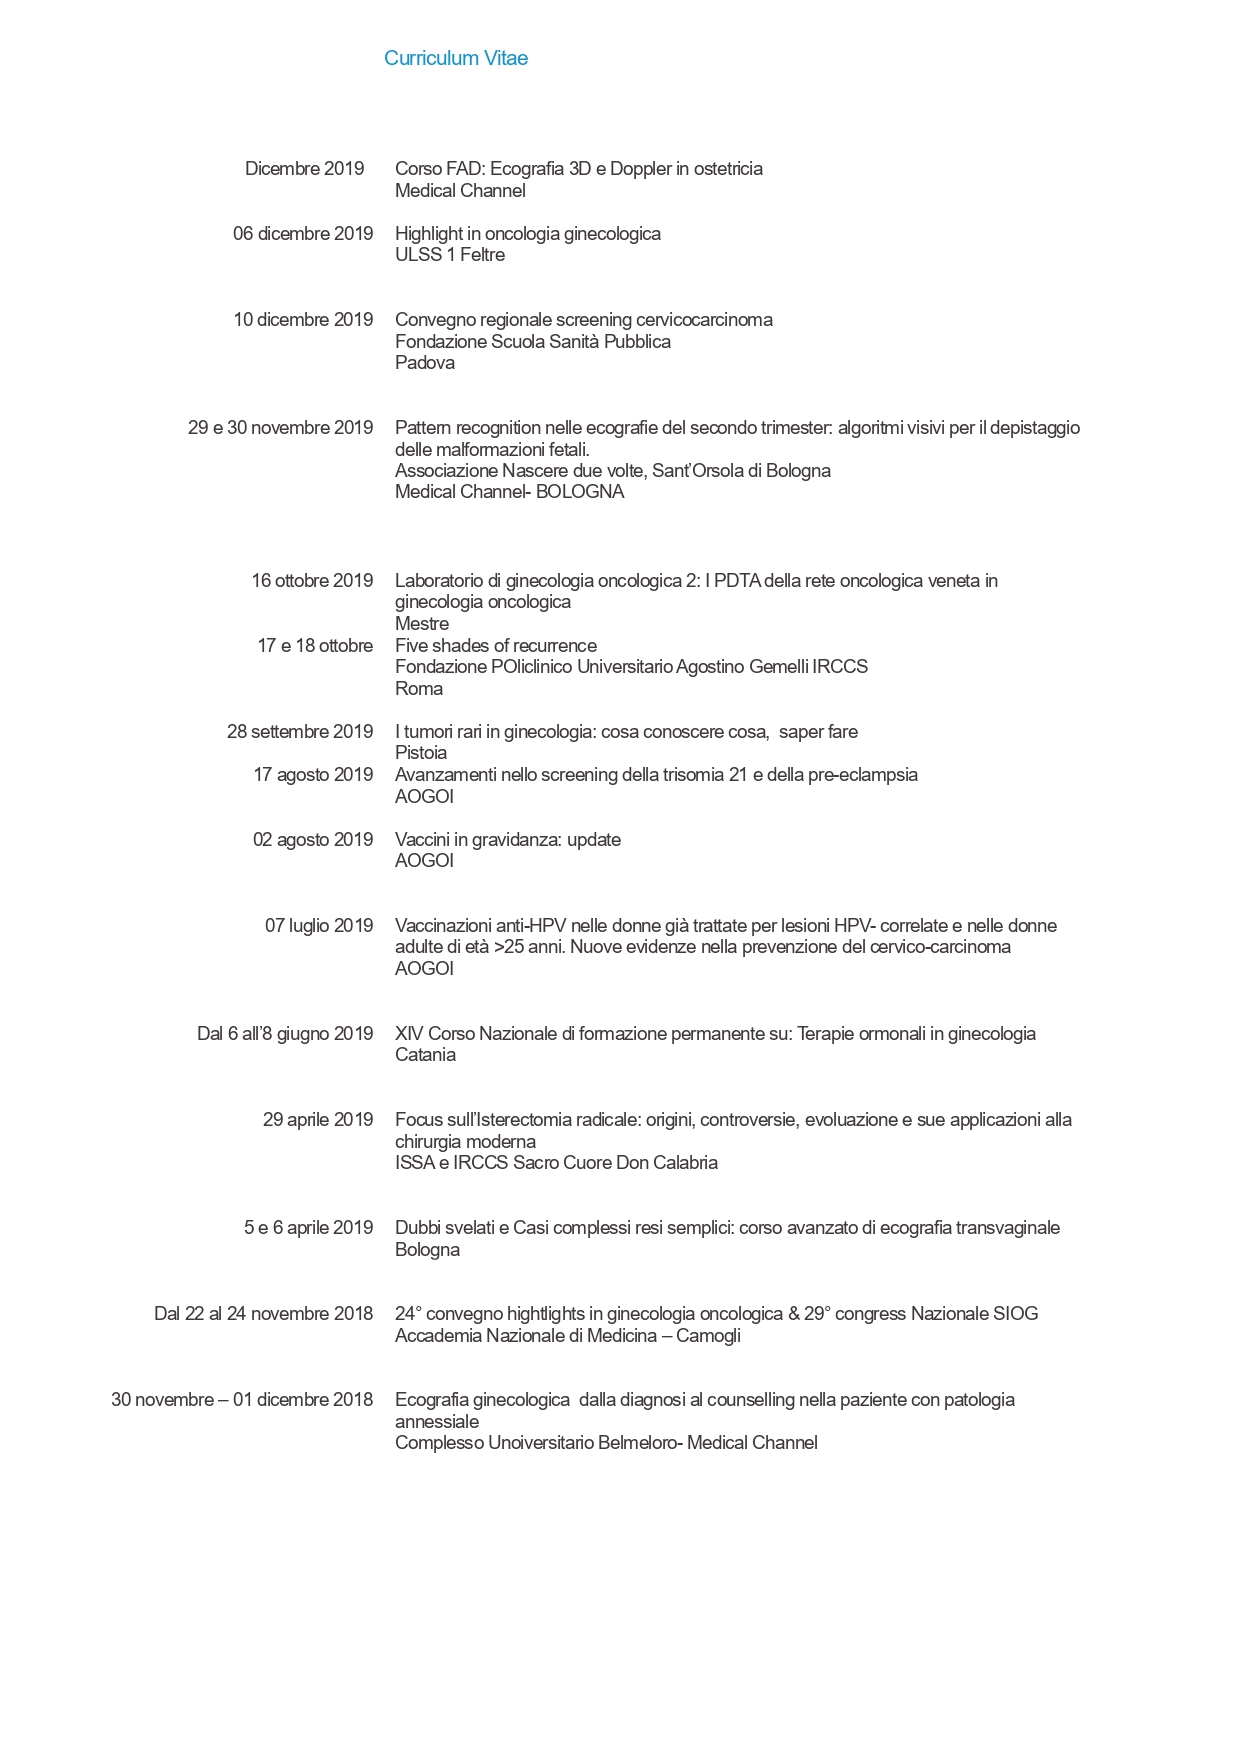 Curriculum Vitae
Dicembre 2019 Corso FAD: Ecografia 3D e Doppler in ostetricia
Medical Channel
06 dicembre 2019 Highlight in oncologia ginecologica
ULSS 1 Feltre
10 dicembre 2019 Convegno regionale screening cervicocarcinoma
Fondazione Scuola Sanità Pubblica
Padova
29 e 30 novembre 2019 Pattern recognition nelle ecografie del secondo trimester: algoritmi visivi per il depistaggio
delle malformazioni fetali.
Associazione Nascere due volte, Sant’Orsola di Bologna
Medical Channel- BOLOGNA
16 ottobre 2019 Laboratorio di ginecologia oncologica 2: I PDTA della rete oncologica veneta in
ginecologia oncologica
Mestre
17 e 18 ottobre Five shades of recurrence
Fondazione POliclinico Universitario Agostino Gemelli IRCCS
Roma
28 settembre 2019 I tumori rari in ginecologia: cosa conoscere cosa,  saper fare
Pistoia
17 agosto 2019 Avanzamenti nello screening della trisomia 21 e della pre-eclampsia
AOGOI
02 agosto 2019 Vaccini in gravidanza: update
AOGOI
07 luglio 2019 Vaccinazioni anti-HPV nelle donne già trattate per lesioni HPV- correlate e nelle donne
adulte di età >25 anni. Nuove evidenze nella prevenzione del cervico-carcinoma
AOGOI
Dal 6 all’8 giugno 2019 XIV Corso Nazionale di formazione permanente su: Terapie ormonali in ginecologia
Catania
29 aprile 2019 Focus sull’Isterectomia radicale: origini, controversie, evoluazione e sue applicazioni alla
chirurgia moderna
ISSA e IRCCS Sacro Cuore Don Calabria
5 e 6 aprile 2019 Dubbi svelati e Casi complessi resi semplici: corso avanzato di ecografia transvaginale
Bologna
Dal 22 al 24 novembre 2018 24° convegno hightlights in ginecologia oncologica & 29° congress Nazionale SIOG
Accademia Nazionale di Medicina – Camogli
30 novembre – 01 dicembre 2018 Ecografia ginecologica  dalla diagnosi al counselling nella paziente con patologia
annessiale
Complesso Unoiversitario Belmeloro- Medical Channel